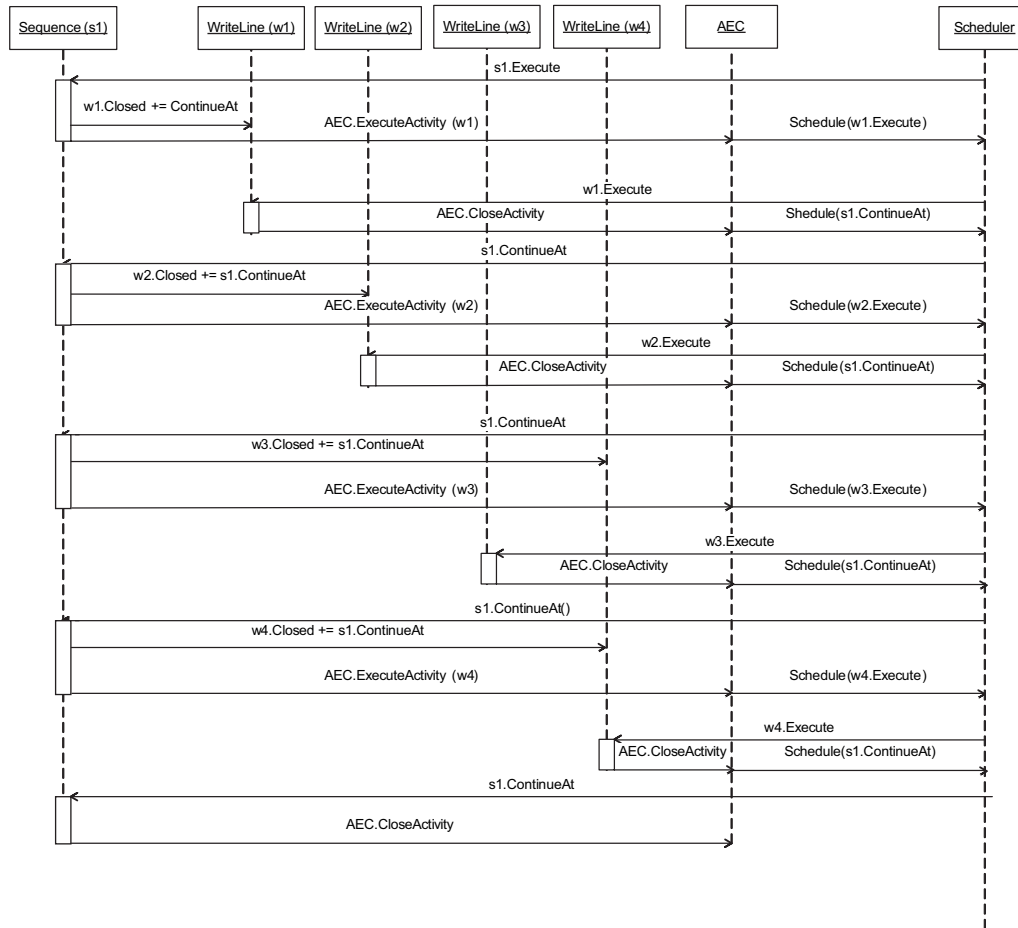 Sequence (s1)
WriteLine (w1)
WriteLine (w2)
WriteLine (w3)
WriteLine (w4)
AEC
Scheduler
s1.Execute
w1.Closed += ContinueAt
AEC.ExecuteActivity (w1)
Schedule(w1.Execute)
w1.Execute
AEC.CloseActivity
Shedule(s1.ContinueAt)
s1.ContinueAt
w2.Closed += s1.ContinueAt
AEC.ExecuteActivity (w2)
Schedule(w2.Execute)
w2.Execute
AEC.CloseActivity
Schedule(s1.ContinueAt)
s1.ContinueAt
w3.Closed += s1.ContinueAt
AEC.ExecuteActivity (w3)
Schedule(w3.Execute)
w3.Execute
AEC.CloseActivity
Schedule(s1.ContinueAt)
s1.ContinueAt()
w4.Closed += s1.ContinueAt
AEC.ExecuteActivity (w4)
Schedule(w4.Execute)
w4.Execute
AEC.CloseActivity
Schedule(s1.ContinueAt)
s1.ContinueAt
AEC.CloseActivity